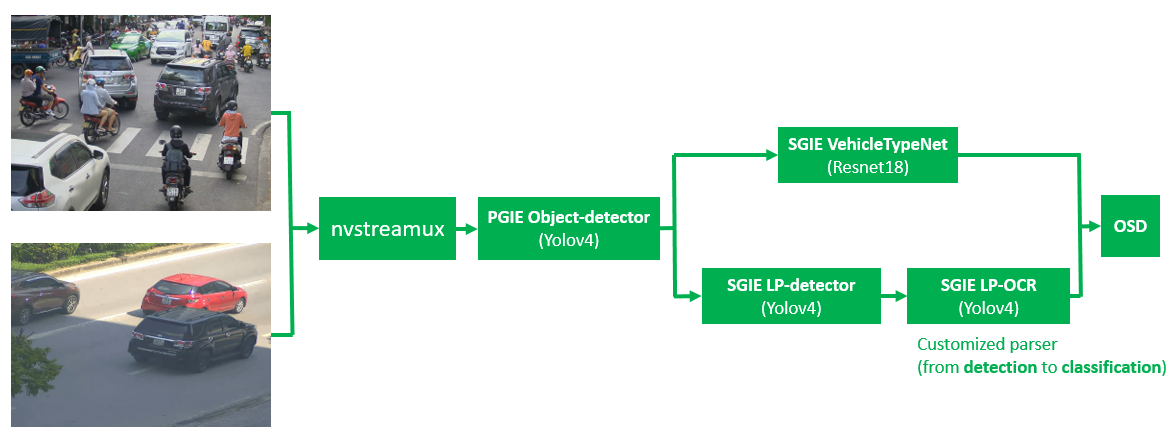 nvstreamux
PGIE Object-detector
(Yolov4)
SGIE VehicleTypeNet
(Resnet18)
SGIE LP-detector
(Yolov4)
SGIE LP-OCR
(Yolov4)
Customized parser
(from detection to classification)
OSD